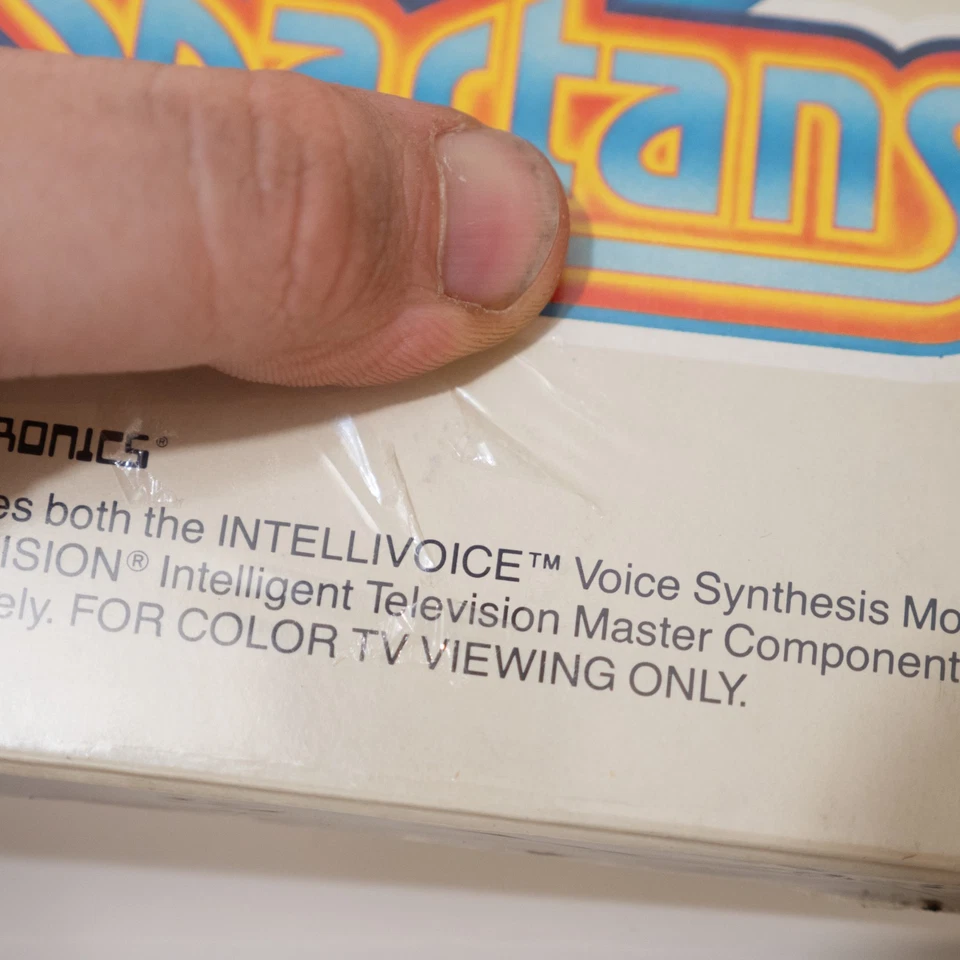 Spartans
RONICS®
es both the INTELLIVOICE™ Voice Synthesis Mo
ISION® Intelligent Television Master Component
ely. FOR COLOR TV VIEWING ONLY.